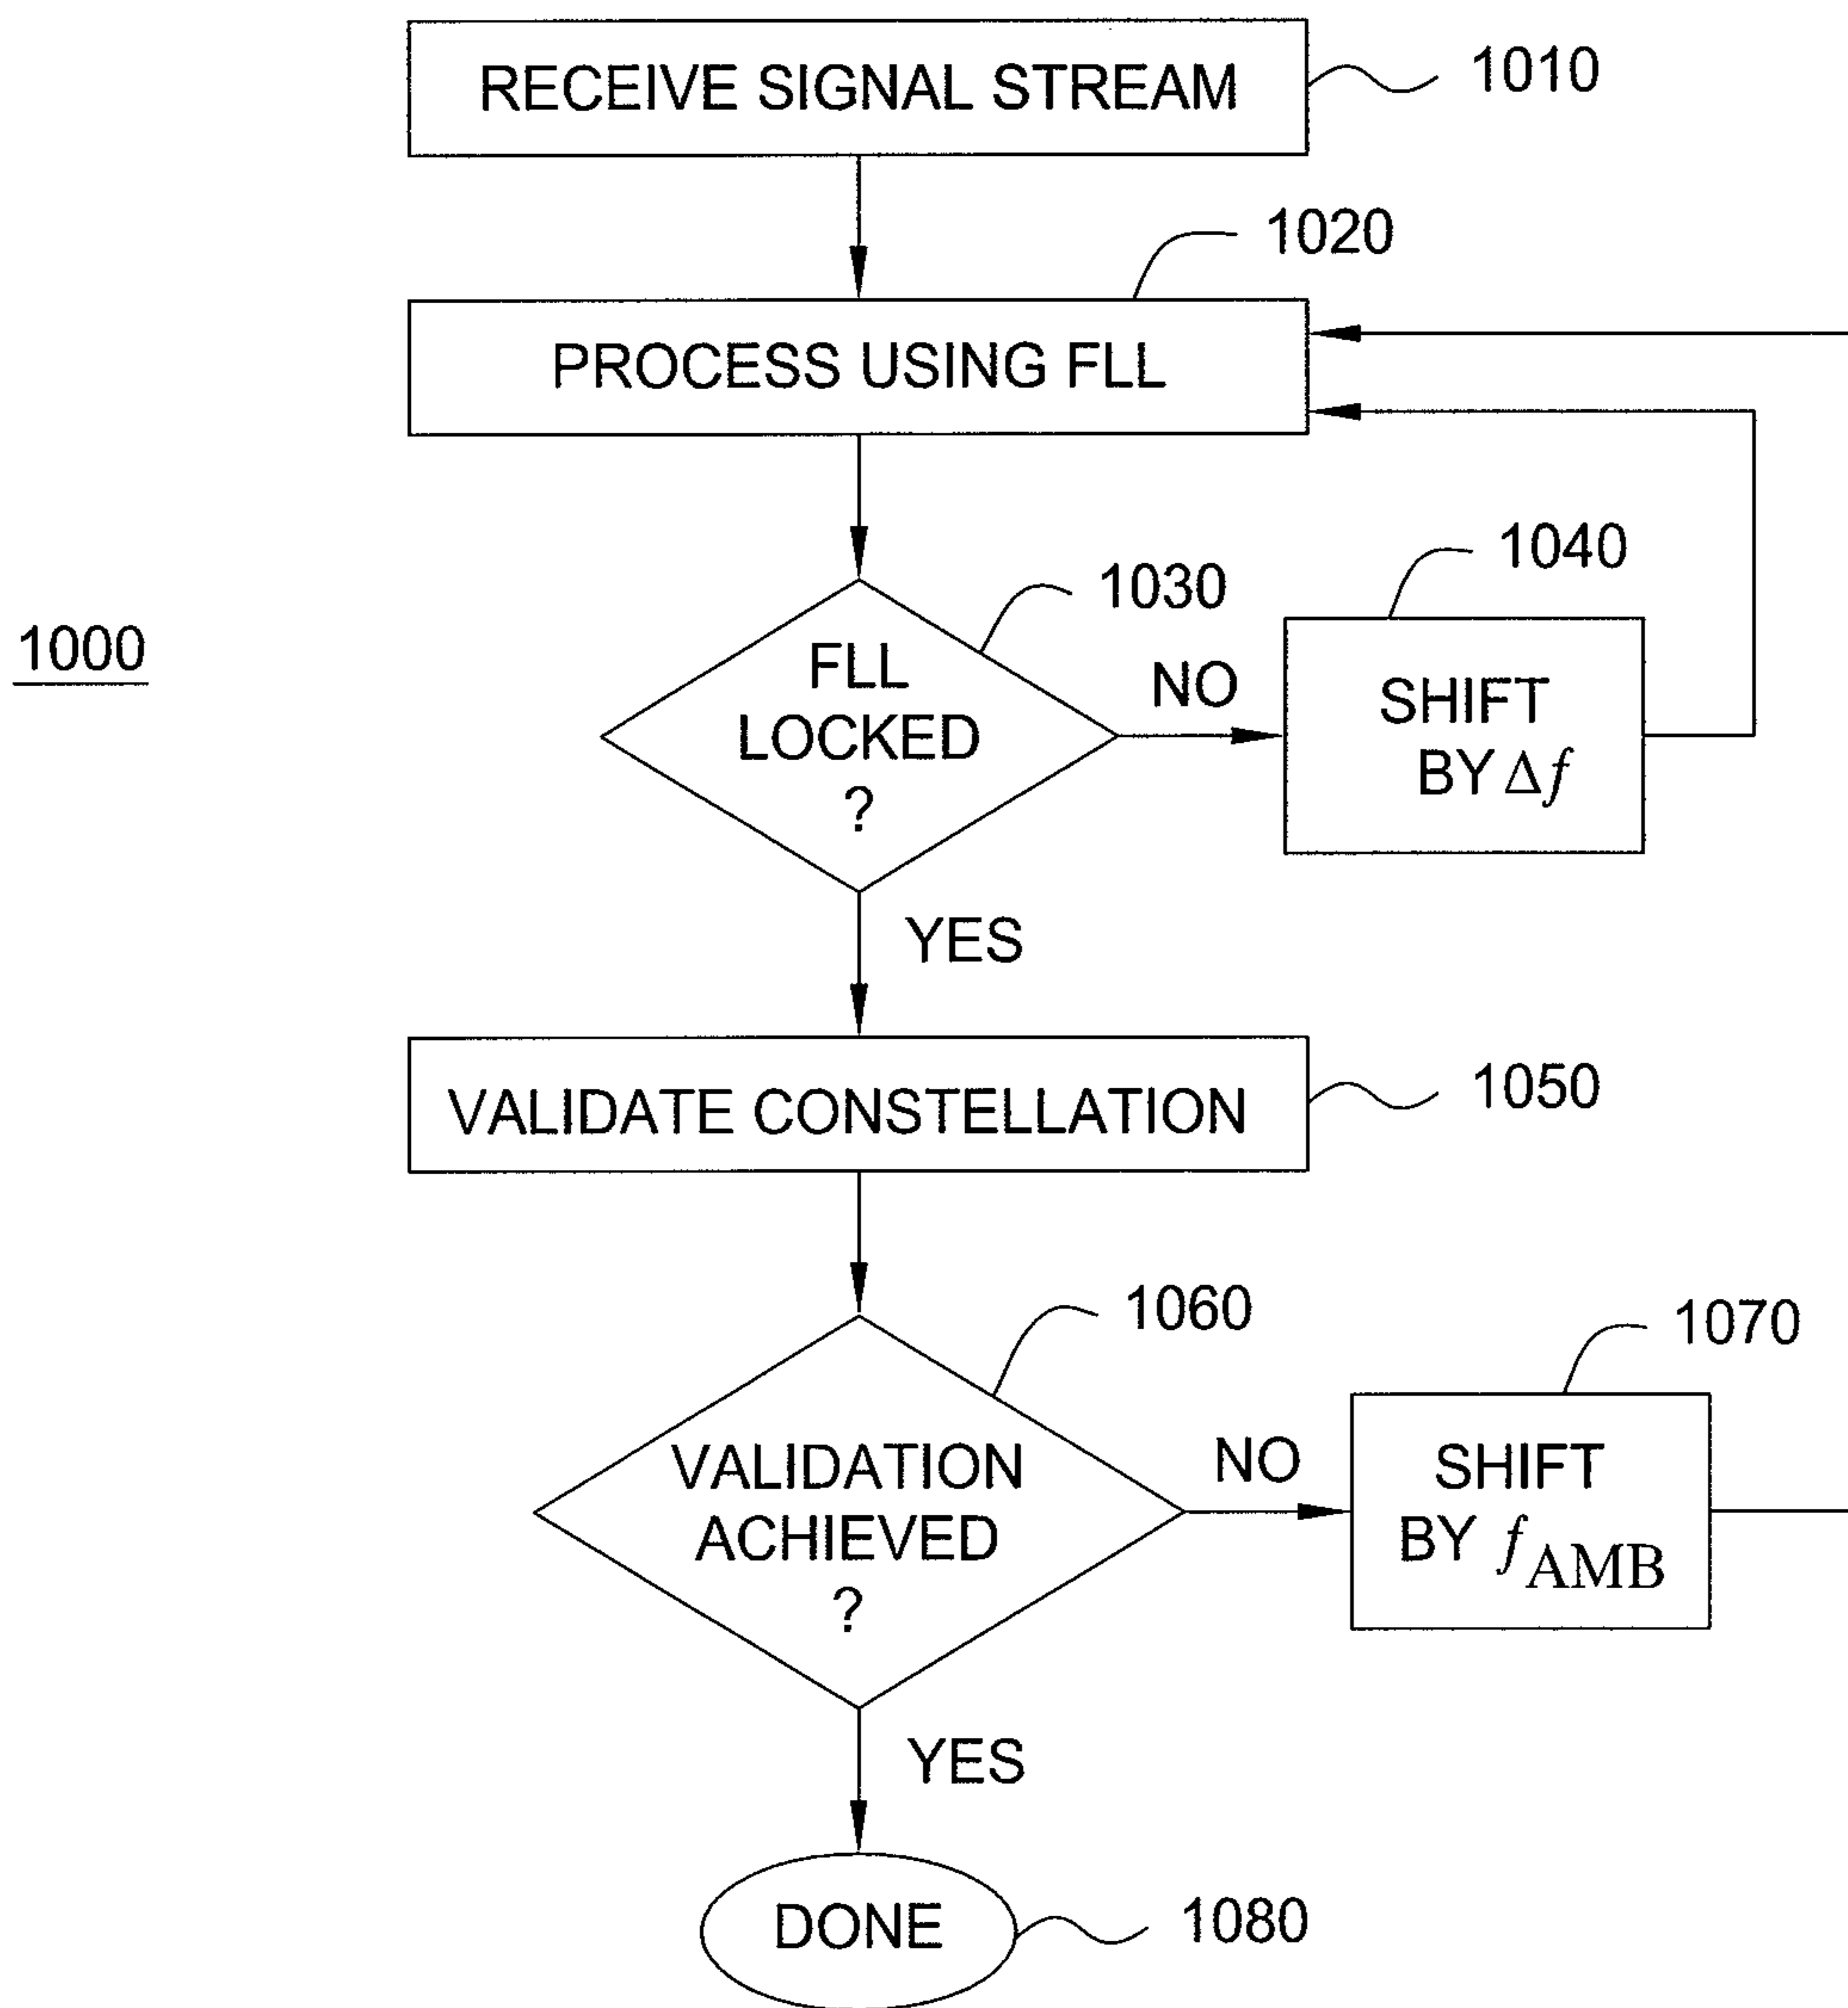 RECEIVE SIGNAL STREAM
1010
1020
PROCESS USING FLL
1000
1030
FLL
LOCKED
?
NO
1040
SHIFT
BY Δf
YES
VALIDATE CONSTELLATION
1050
1060
VALIDATION
ACHIEVED
?
NO
1070
SHIFT
BY f AMB
YES
DONE
1080